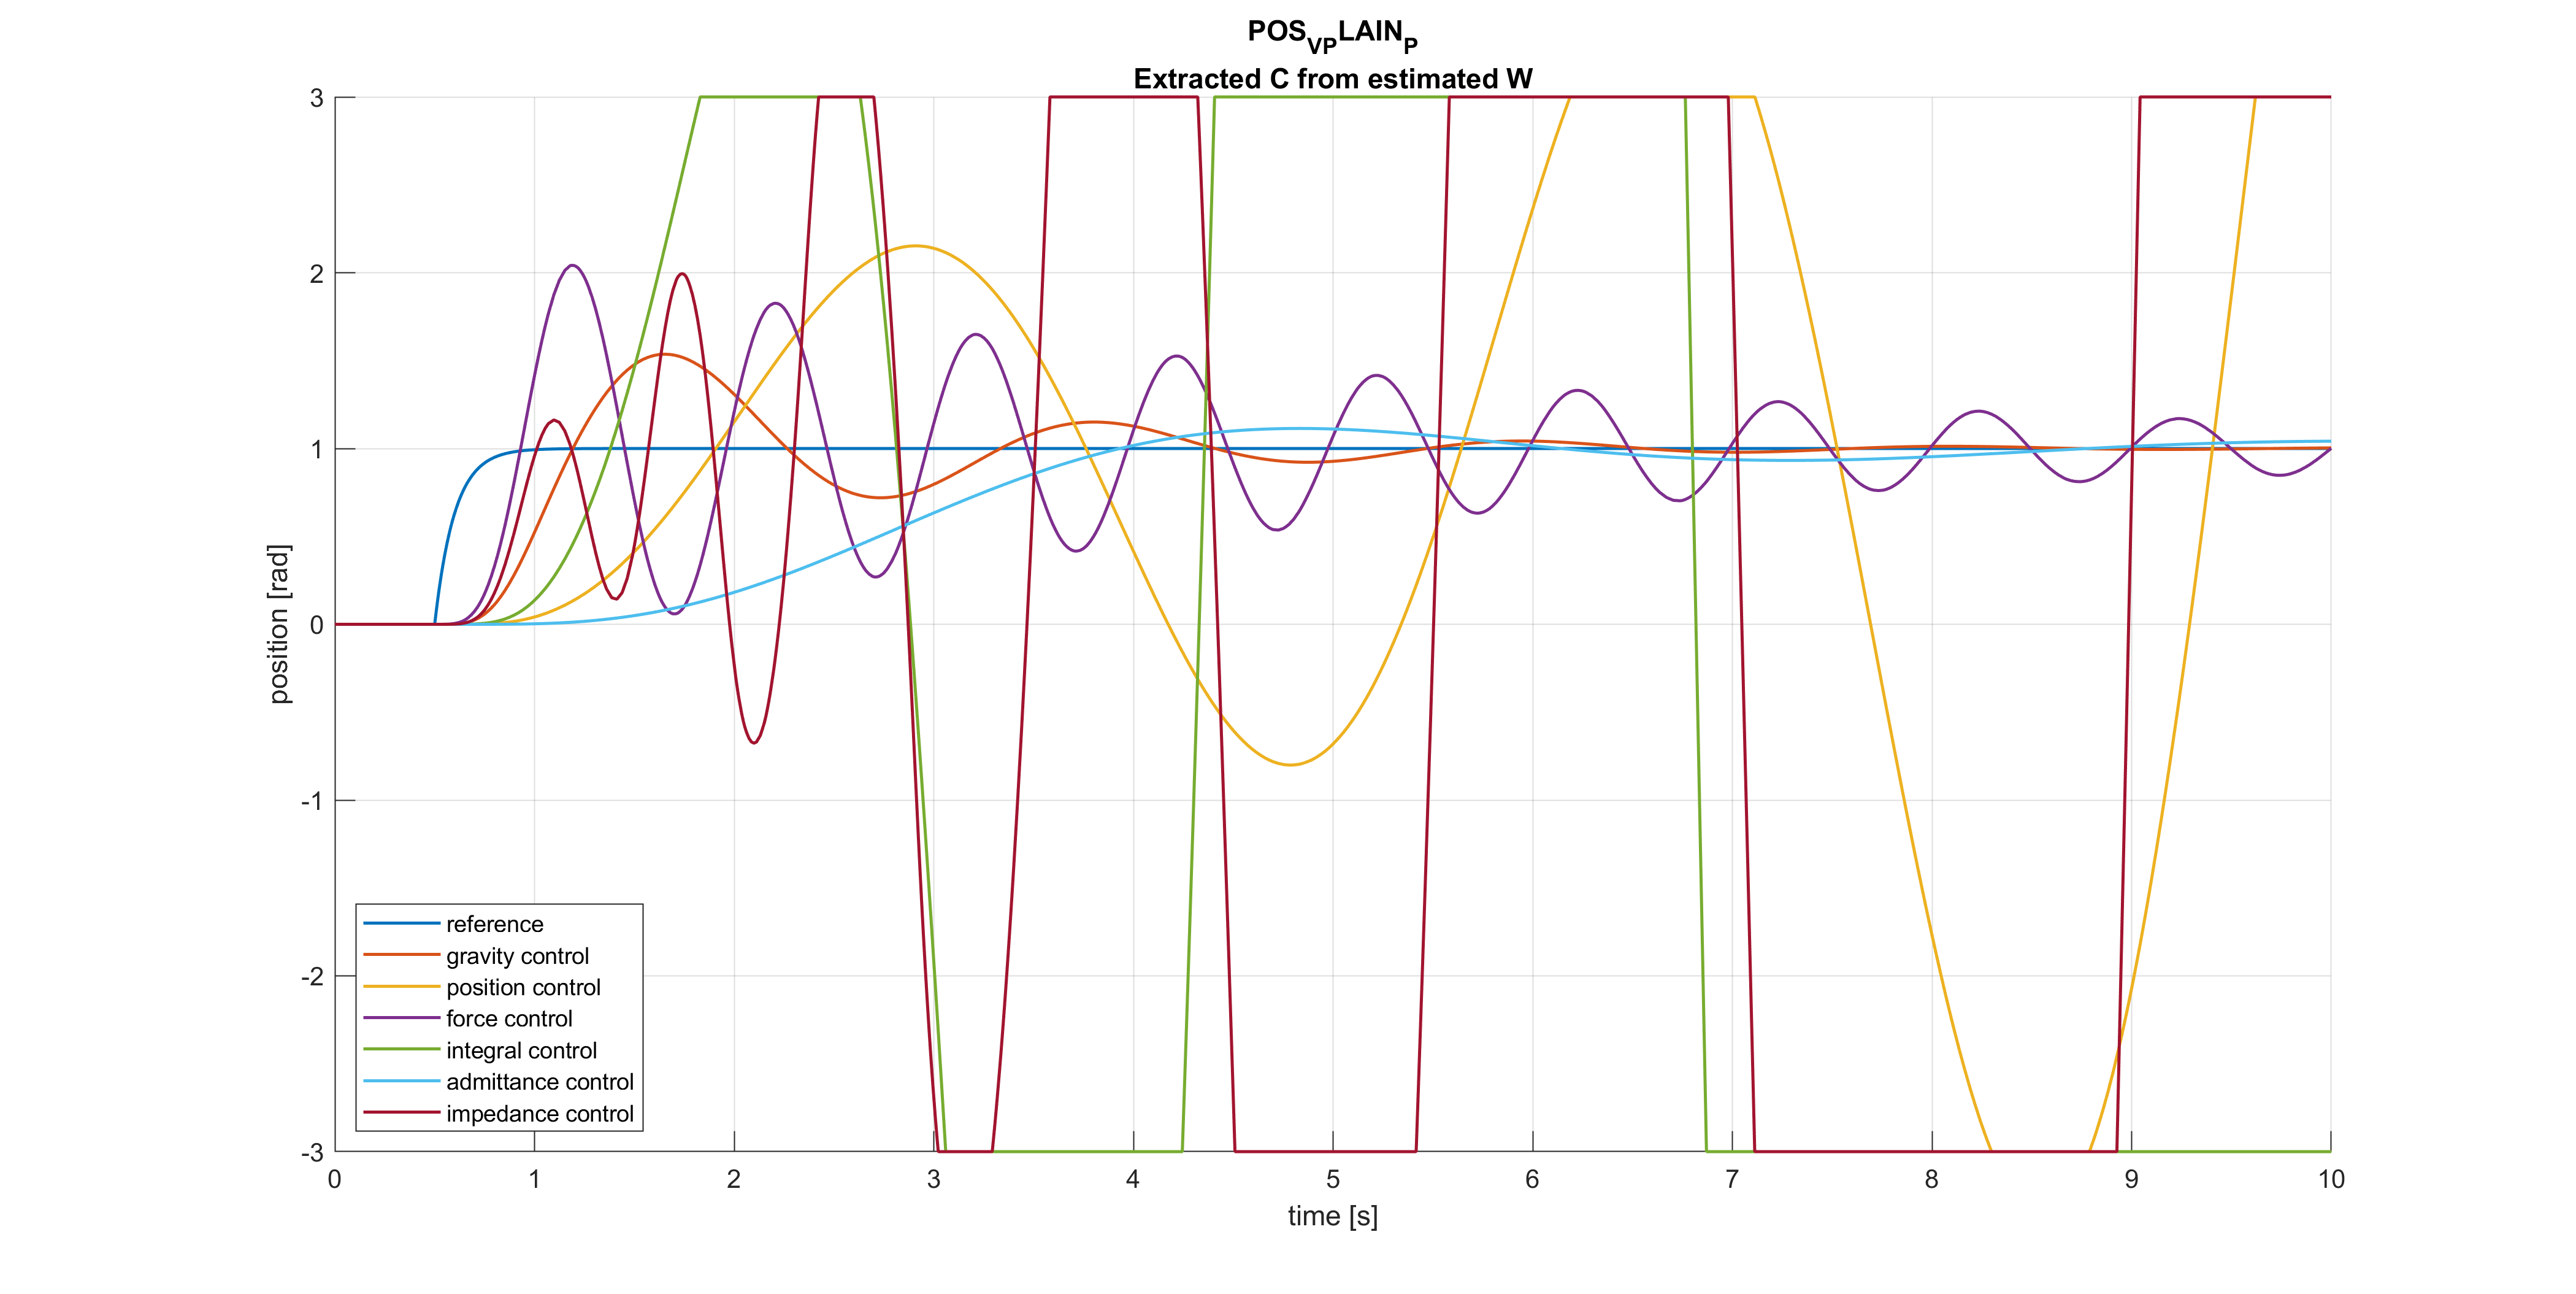 POS_VPLAIN_P
Extracted C from estimated W
3
2
1
0
-1
-2
-3
position [rad]
reference
gravity control
position control
force control
integral control
admittance control
impedance control
0 1 2 3 4 5 6 7 8 9 10
time [s]